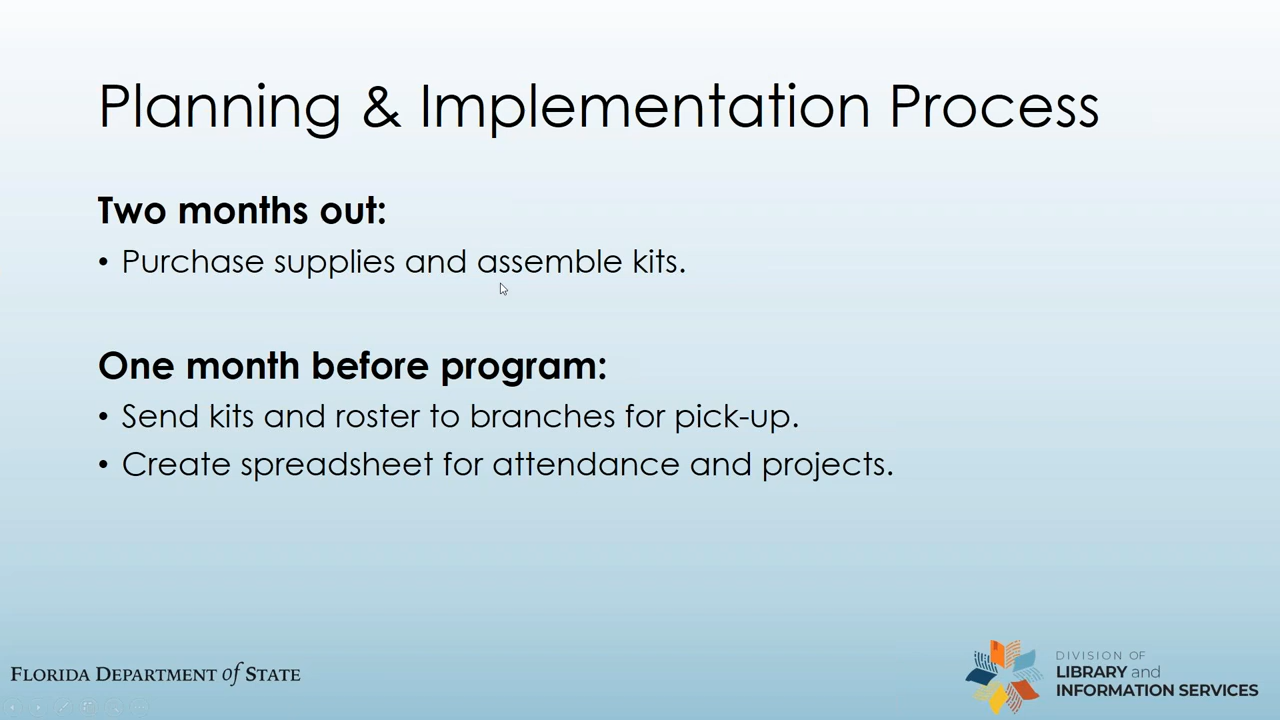 Planning & Implementation Process
Two months out:
• Purchase supplies and assemble kits.
One month before program:
• Send kits and roster to branches for pick-up.
• Create spreadsheet for attendance and projects.
FLORIDA DEPARTMENT of STATE
DIVISION OF
LIBRARY and
INFORMATION SERVICES